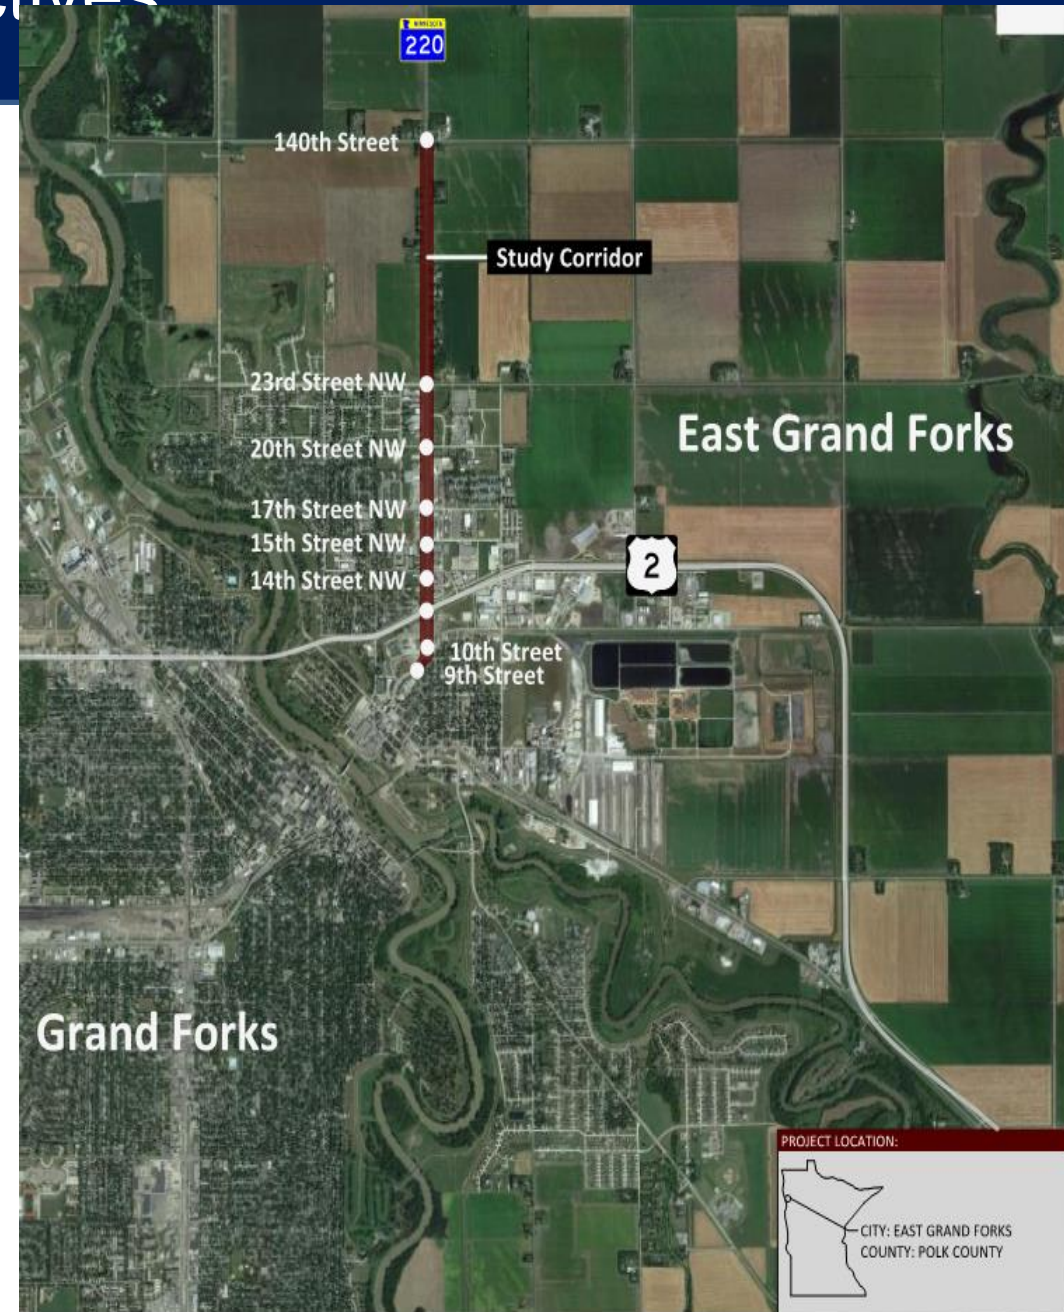 MINNESOTA
220
140th Street
Study Corridor
23rd Street NW
East Grand Forks
20th Street NW
17th Street NW
15th Street NW
2
14th Street NW
10th Street
9th Street
Grand Forks
PROJECT LOCATION:
CITY: EAST GRAND FORKS
COUNTY: POLK COUNTY